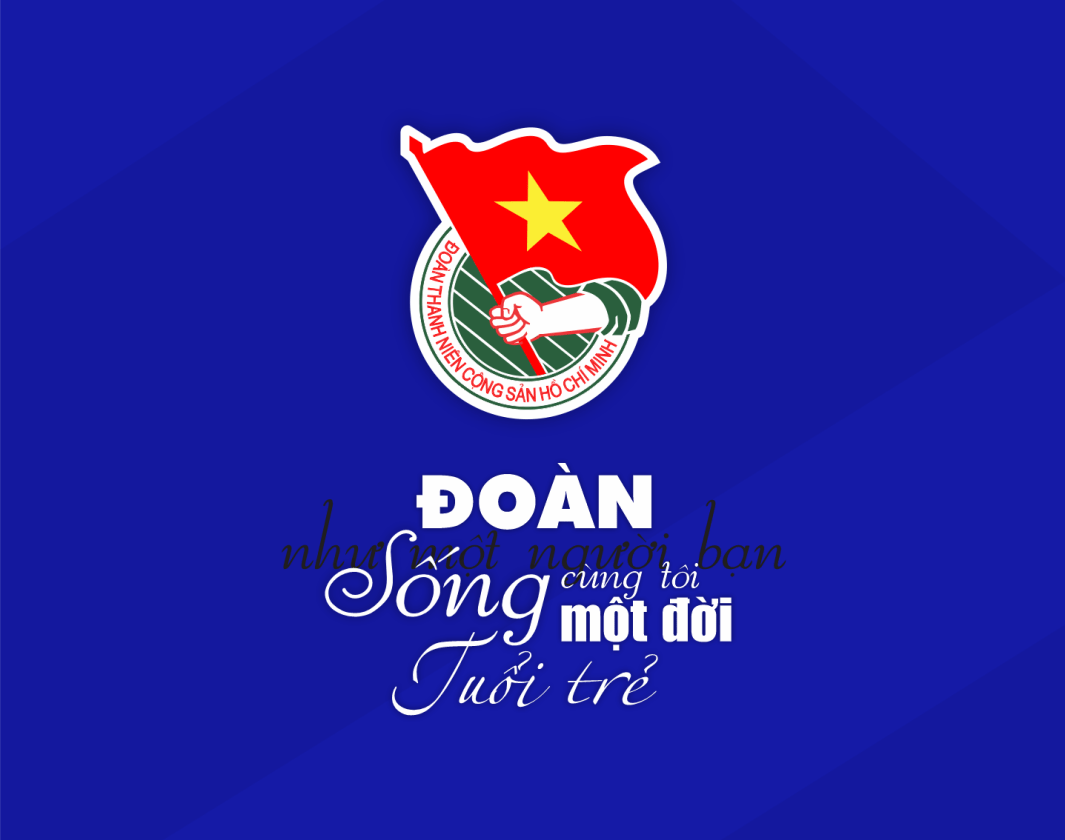 ĐOÀN THANH NIÊN CỘNG SẢN HỒ CHÍ MINH
ĐOÀN
như một người bạn
Sống cùng tôi
một đời
Tuổi trẻ